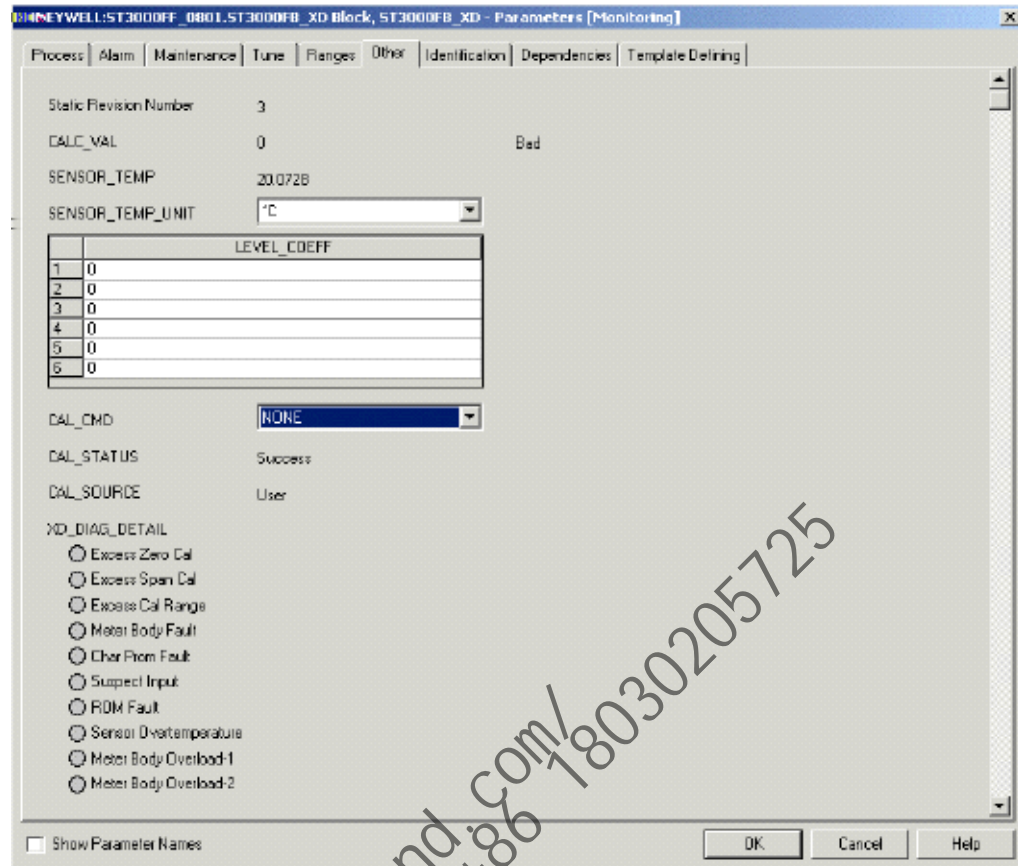 HONEYWELL:ST3000FF_0801.ST3000FB_XD Block, ST3000FB_XD - Parameters [Monitoring]
Process Alarm Maintenance Tune Ranges Other Identification Dependencies Template Defining
Static Revision Number 3
CALC_VAL 0 Bad
SENSOR_TEMP 20.0728
SENSOR_TEMP_UNIT °C
LEVEL_COEFF
1 0
2 0
3 0
4 0
5 0
6 0
CAL_CMD NONE
CAL_STATUS Success
CAL_SOURCE User
XD_DIAG_DETAIL
Excess Zero Cal
Excess Span Cal
Excess Cal Range
Meter Body Fault
Char Prom Fault
Suspect Input
ROM Fault
Sensor Overtemperature
Meter Body Overload-1
Meter Body Overload-2
Show Parameter Names OK Cancel Help
nd.com/
86 18030205725